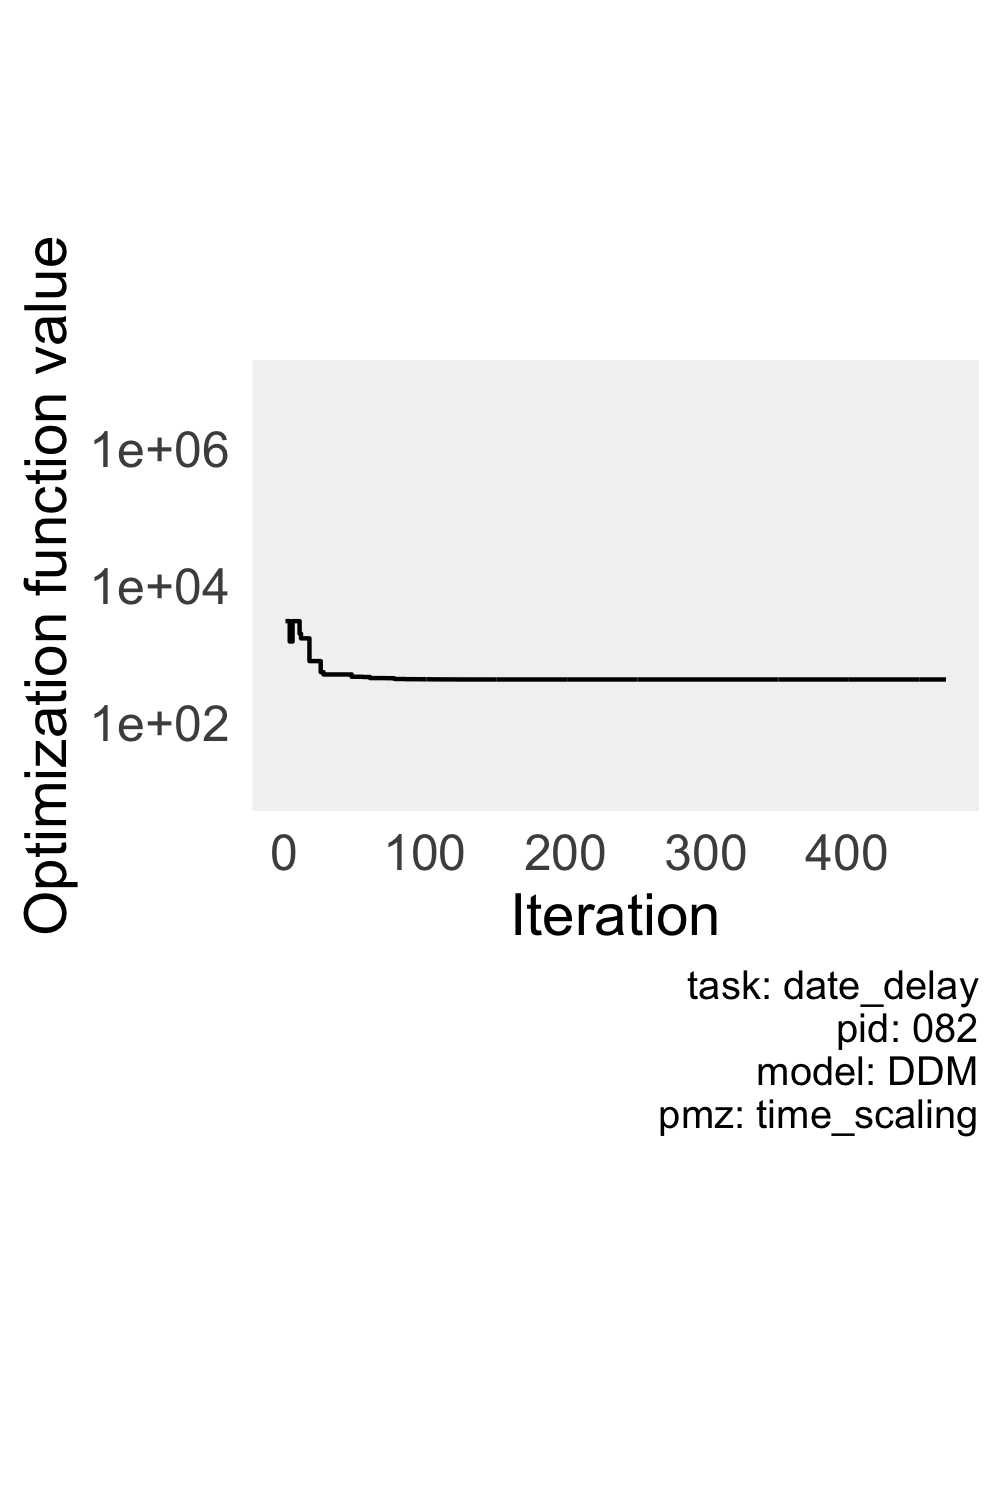 Optimization function value
1e+06
1e+04
1e+02
0 100 200 300 400
Iteration
task: date_delay
pid: 082
model: DDM
pmz: time_scaling